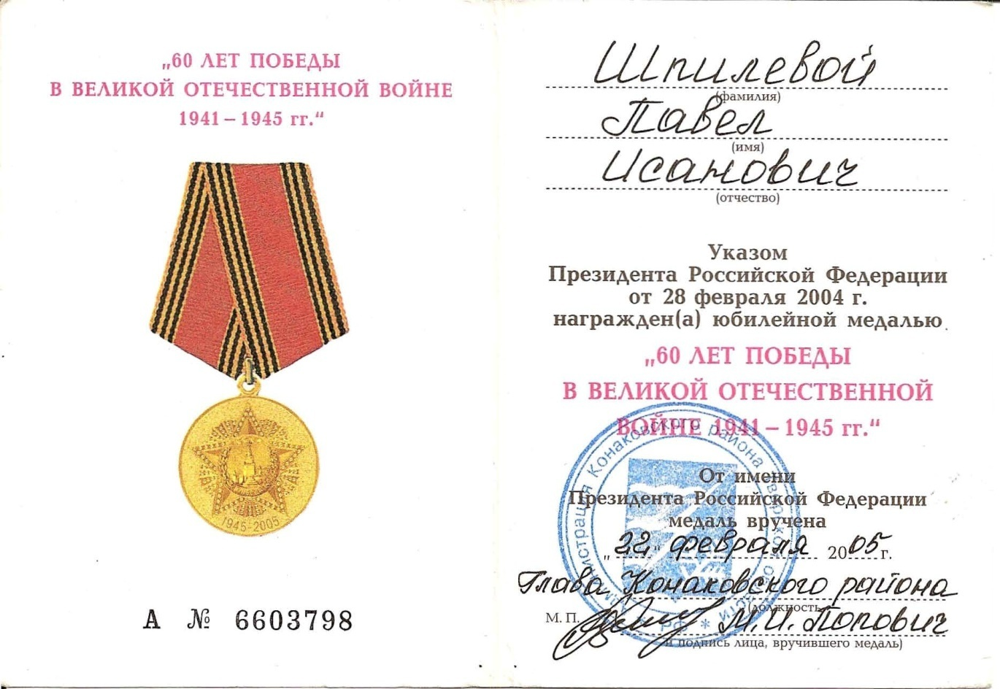 „60 ЛЕТ ПОБЕДЫ
В ВЕЛИКОЙ ОТЕЧЕСТВЕННОЙ ВОЙНЕ
1941 – 1945 гг.“
1945-2005
А № 6603798
Шпилевой
(фамилия)
Павел
(имя)
Исанович
(отчество)
Указом
Президента Российской Федерации
от 28 февраля 2004 г.
награжден(а) юбилейной медалью
„60 ЛЕТ ПОБЕДЫ
В ВЕЛИКОЙ ОТЕЧЕСТВЕННОЙ
ВОЙНЕ 1941 – 1945 гг.“
От имени
Президента Российской Федерации
медаль вручена
„22“ февраля 2005 г.
Глава Конаковского района
(должность
М. П. М.И. Попович
и подпись лица, вручившего медаль)
Администрация Конаковского района Тверской области * РФ *